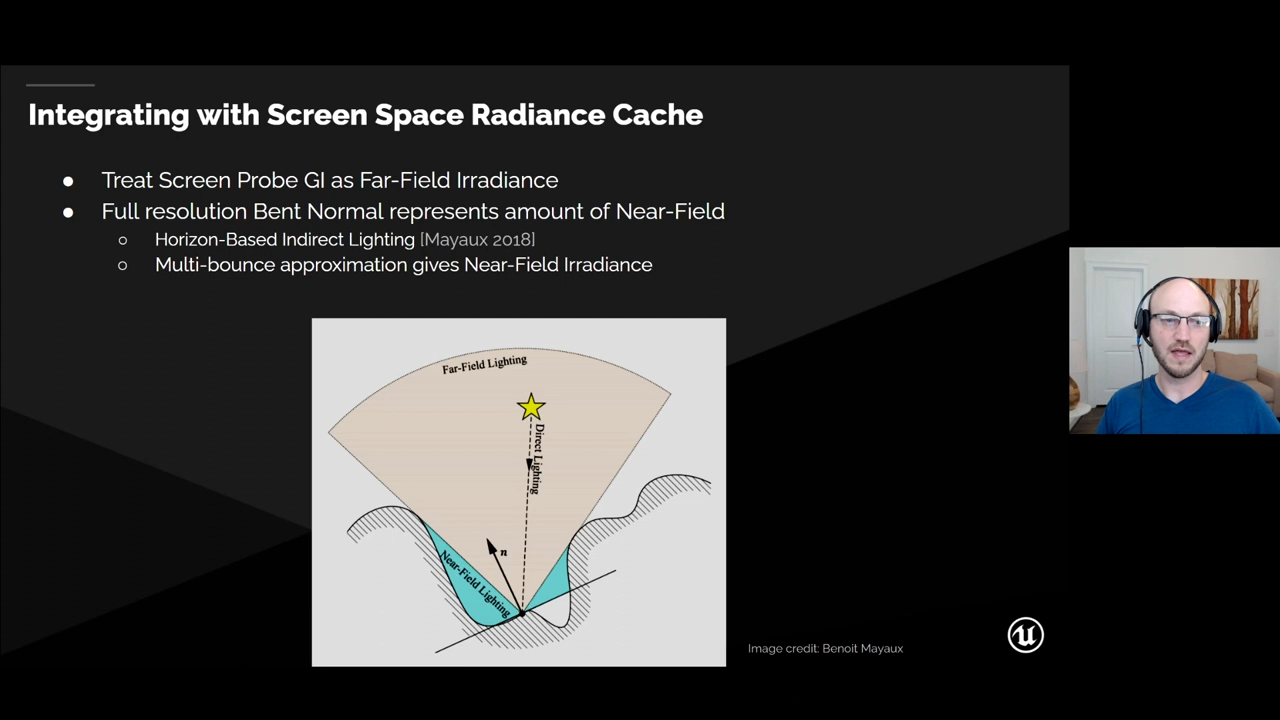 Integrating with Screen Space Radiance Cache
● Treat Screen Probe GI as Far-Field Irradiance
● Full resolution Bent Normal represents amount of Near-Field
○ Horizon-Based Indirect Lighting [Mayaux 2018]
○ Multi-bounce approximation gives Near-Field Irradiance
Far-Field Lighting
Direct Lighting
n
Near-Field Lighting
Image credit: Benoit Mayaux